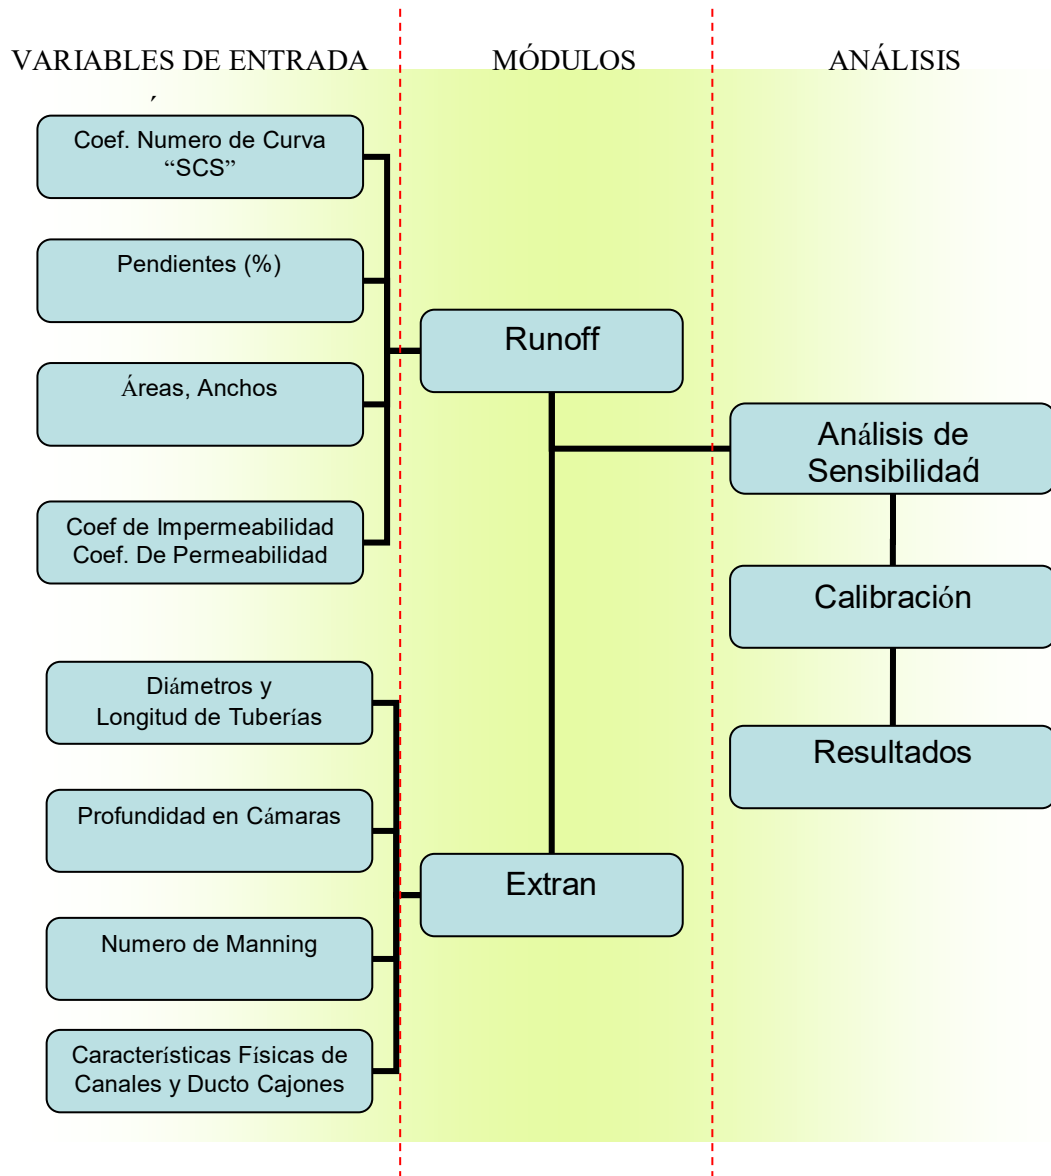 VARIABLES DE ENTRADA
MÓDULOS
ANÁLISIS
Coef. Numero de Curva
“SCS”
Pendientes (%)
Áreas, Anchos
Coef de Impermeabilidad
Coef. De Permeabilidad
Diámetros y
Longitud de Tuberías
Profundidad en Cámaras
Numero de Manning
Características Físicas de
Canales y Ducto Cajones
Runoff
Extran
Análisis de
Sensibilidad
Calibración
Resultados